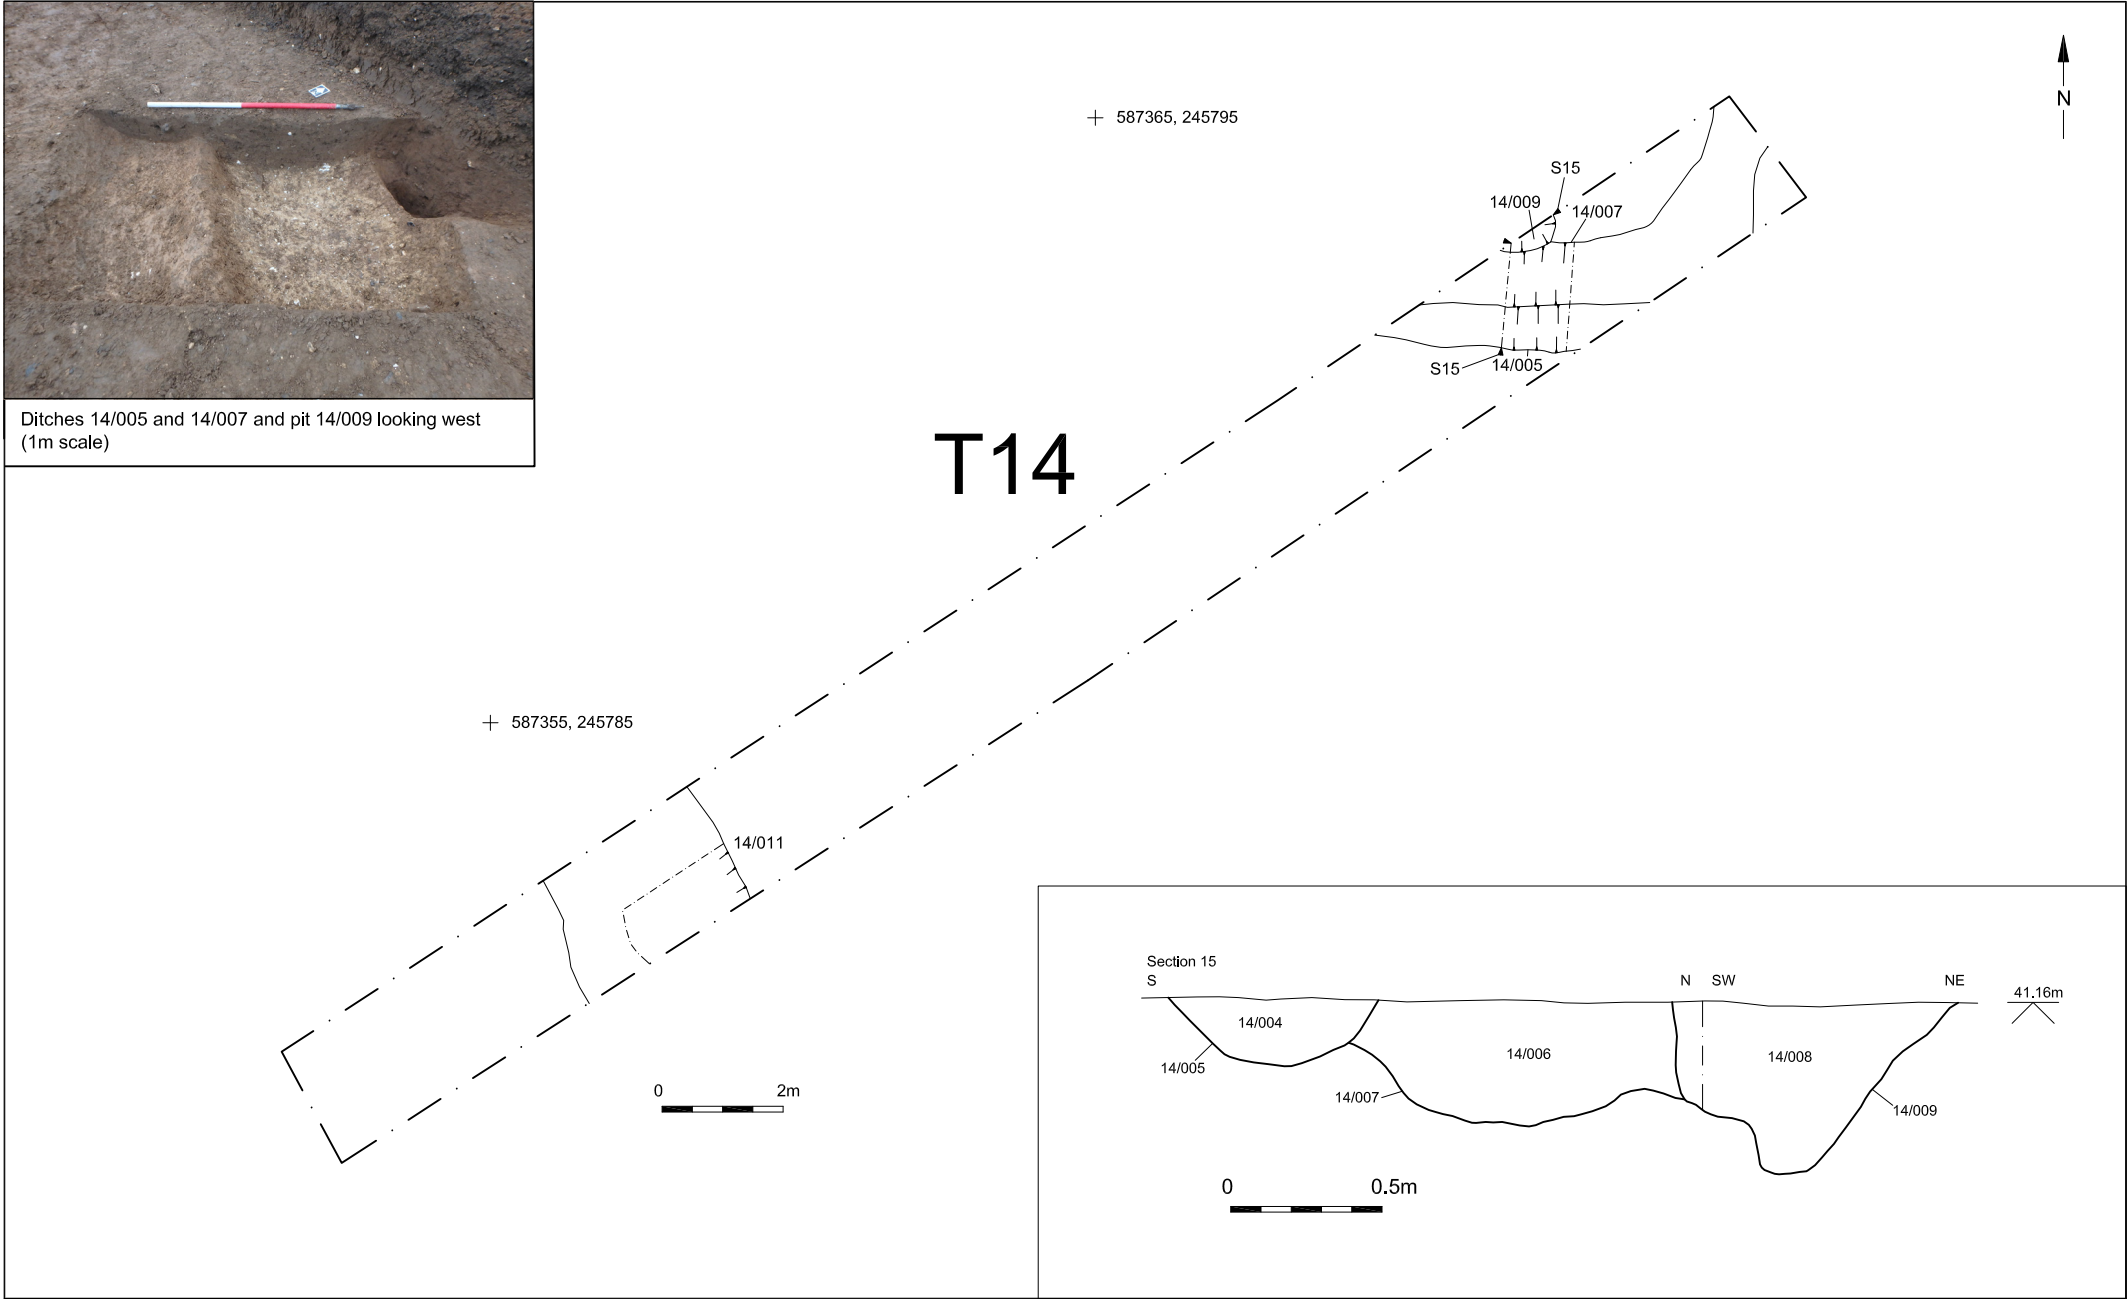 Ditches 14/005 and 14/007 and pit 14/009 looking west
(1m scale)
587365, 245795
N
S15
14/009
14/007
S15
14/005
T14
587355, 245785
14/011
0 2m
Section 15
S
N SW
NE
41.16m
14/004
14/005
14/006
14/008
14/007
14/009
0 0.5m